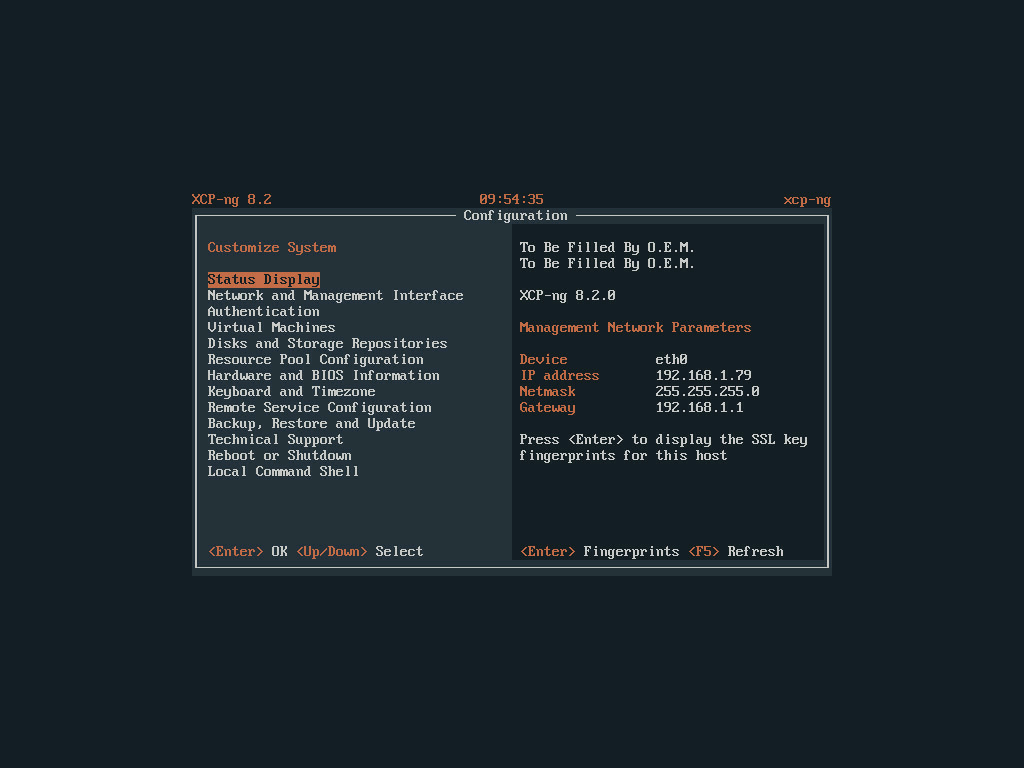 XCP-ng 8.2 09:54:35 xcp-ng
Configuration
Customize System
Status Display
Network and Management Interface
Authentication
Virtual Machines
Disks and Storage Repositories
Resource Pool Configuration
Hardware and BIOS Information
Keyboard and Timezone
Remote Service Configuration
Backup, Restore and Update
Technical Support
Reboot or Shutdown
Local Command Shell
<Enter> OK <Up/Down> Select
To Be Filled By O.E.M.
To Be Filled By O.E.M.
XCP-ng 8.2.0
Management Network Parameters
Device eth0
IP address 192.168.1.79
Netmask 255.255.255.0
Gateway 192.168.1.1
Press <Enter> to display the SSL key
fingerprints for this host
<Enter> Fingerprints <F5> Refresh